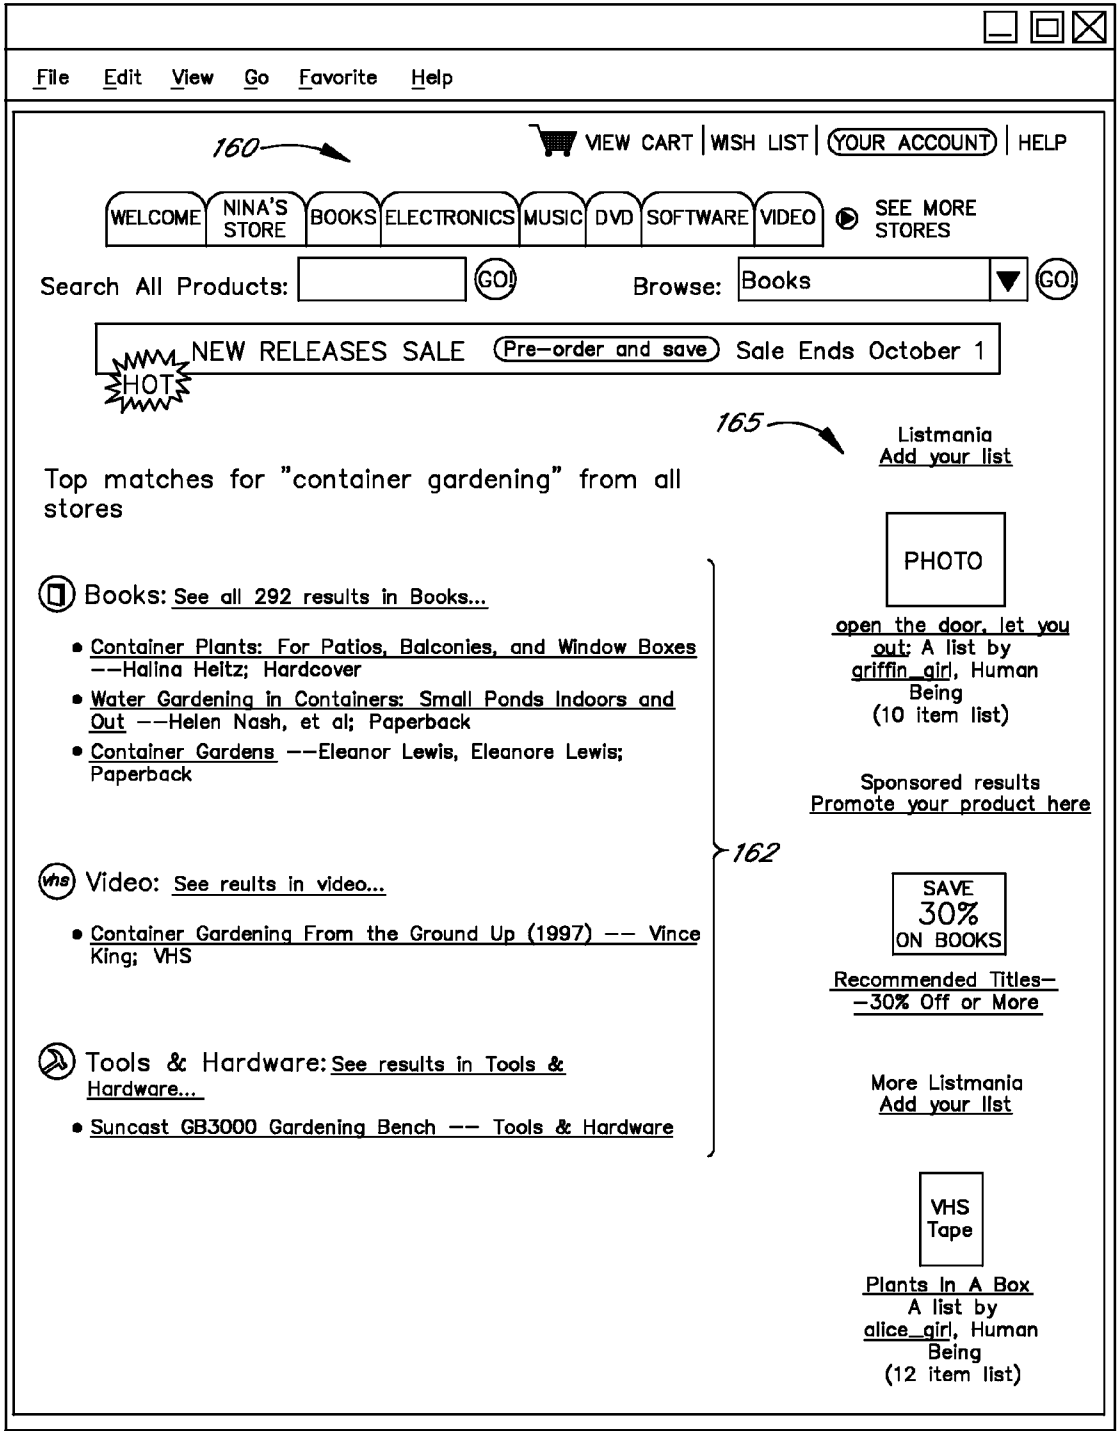 File Edit View Go Favorite Help
160
VIEW CART | WISH LIST | YOUR ACCOUNT | HELP
WELCOME NINA'S STORE BOOKS ELECTRONICS MUSIC DVD SOFTWARE VIDEO SEE MORE STORES
Search All Products: GO! Browse: Books GO!
HOT NEW RELEASES SALE Pre-order and save Sale Ends October 1
165
Listmania
Add your list
Top matches for "container gardening" from all
stores
PHOTO
open the door, let you
out: A list by
griffin_girl, Human
Being
(10 item list)
Books: See all 292 results in Books...
Container Plants: For Patios, Balconies, and Window Boxes
--Halina Heitz; Hardcover
Water Gardening in Containers: Small Ponds Indoors and
Out --Helen Nash, et al; Paperback
Container Gardens --Eleanor Lewis, Eleanore Lewis;
Paperback
Sponsored results
Promote your product here
162
vhs Video: See reults in video...
Container Gardening From the Ground Up (1997) -- Vince
King; VHS
SAVE
30%
ON BOOKS
Recommended Titles-
-30% Off or More
Tools & Hardware: See results in Tools &
Hardware...
Suncast GB3000 Gardening Bench -- Tools & Hardware
More Listmania
Add your list
VHS
Tape
Plants In A Box
A list by
alice_girl, Human
Being
(12 item list)